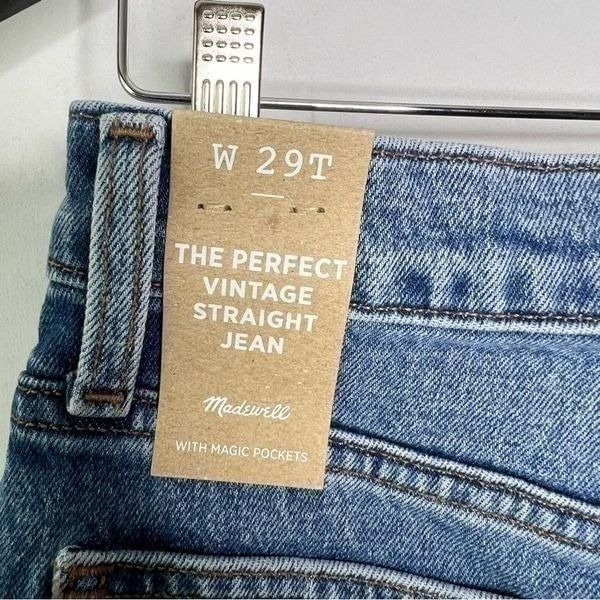 W 29T
THE PERFECT
VINTAGE
STRAIGHT
JEAN
Madewell
WITH MAGIC POCKETS